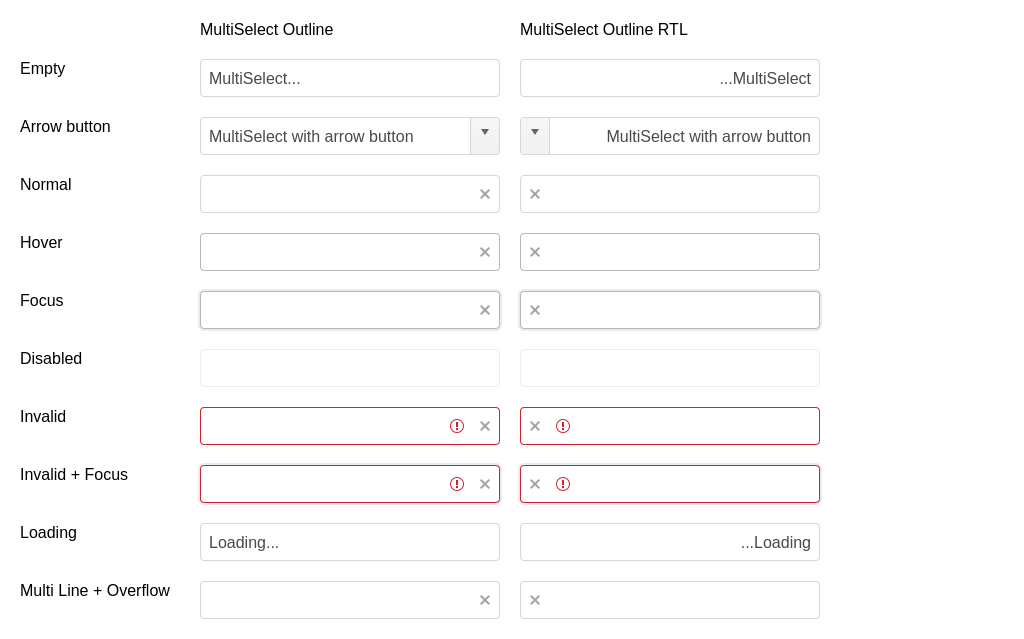 MultiSelect Outline MultiSelect Outline RTL
Empty MultiSelect... ...MultiSelect
Arrow button MultiSelect with arrow button MultiSelect with arrow button
Normal
Hover
Focus
Disabled
Invalid
Invalid + Focus
Loading Loading... ...Loading
Multi Line + Overflow